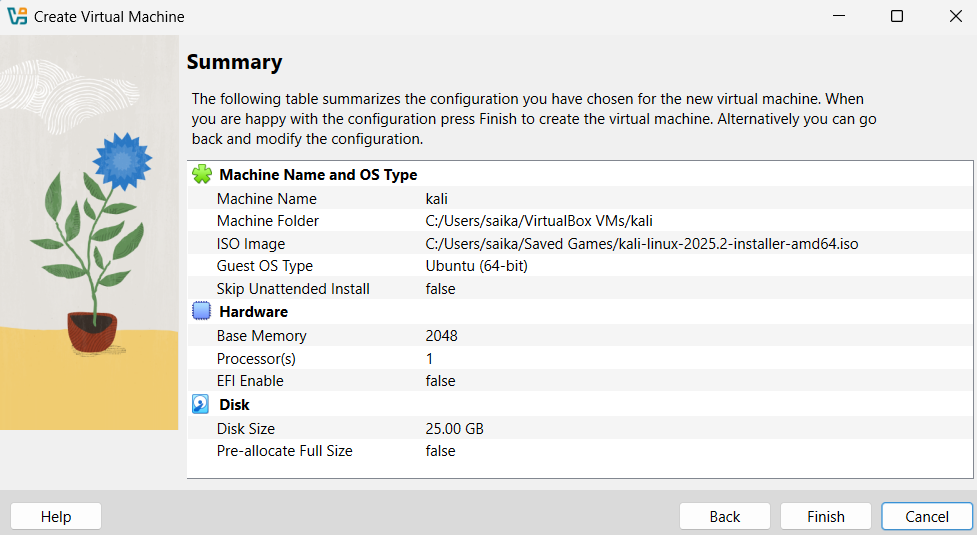 Create Virtual Machine
Summary
The following table summarizes the configuration you have chosen for the new virtual machine. When
you are happy with the configuration press Finish to create the virtual machine. Alternatively you can go
back and modify the configuration.
Machine Name and OS Type
Machine Name kali
Machine Folder C:/Users/saika/VirtualBox VMs/kali
ISO Image C:/Users/saika/Saved Games/kali-linux-2025.2-installer-amd64.iso
Guest OS Type Ubuntu (64-bit)
Skip Unattended Install false
Hardware
Base Memory 2048
Processor(s) 1
EFI Enable false
Disk
Disk Size 25.00 GB
Pre-allocate Full Size false
Help Back Finish Cancel